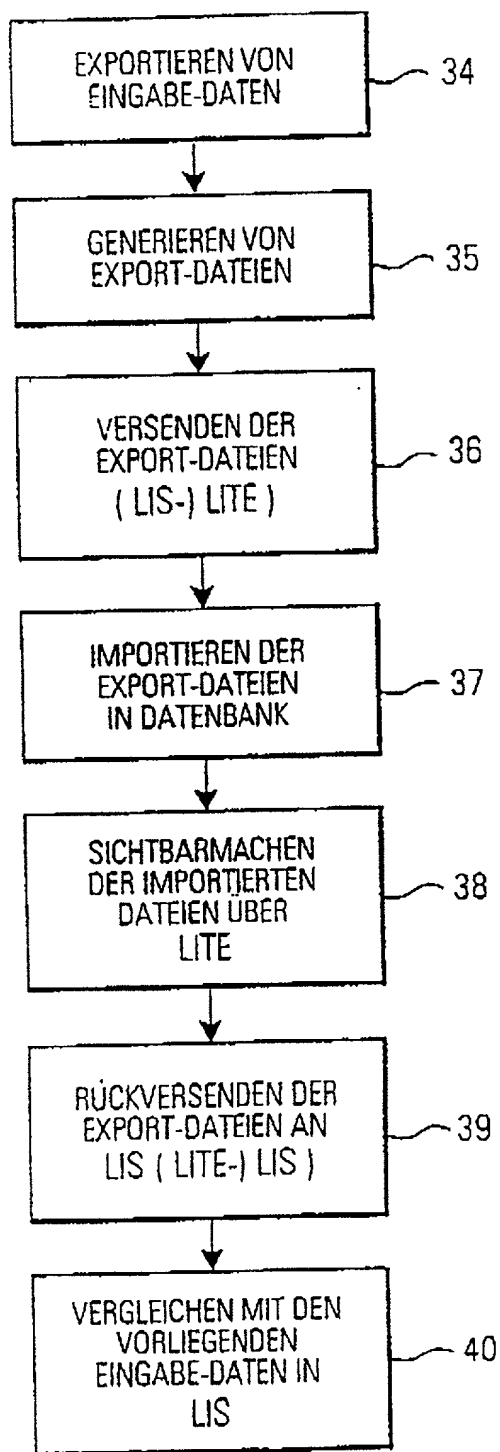 EXPORTIEREN VON
EINGABE-DATEN
34
GENERIEREN VON
EXPORT-DATEIEN
35
VERSENDEN DER
EXPORT-DATEIEN
( LIS-) LITE )
36
IMPORTIEREN DER
EXPORT-DATEIEN
IN DATENBANK
37
SICHTBARMACHEN
DER IMPORTIERTEN
DATEIEN ÜBER
LITE
38
RÜCKVERSENDEN DER
EXPORT-DATEIEN AN
LIS ( LITE-) LIS )
39
VERGLEICHEN MIT DEN
VORLIEGENDEN
EINGABE-DATEN IN
LIS
40